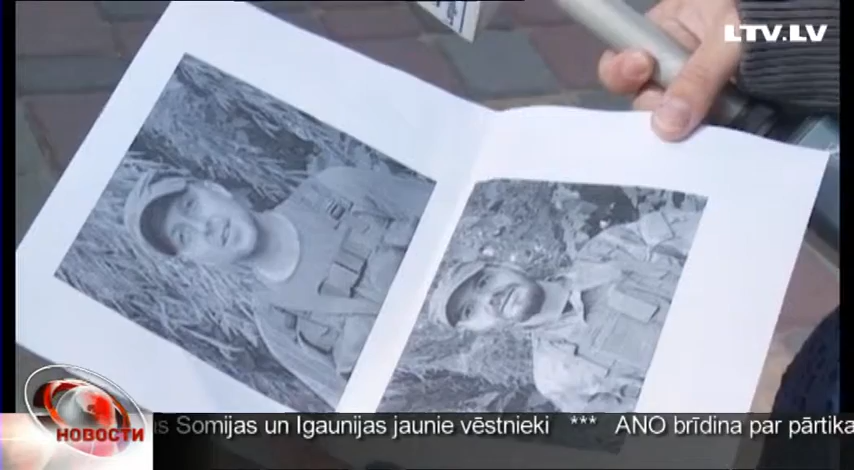 LTV.LV
НОВОСТИ
s Somijas un Igaunijas jaunie vēstnieki *** ANO brīdina par pārtika